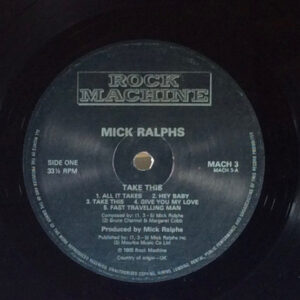 ROCK
MACHINE
MICK RALPHS
SIDE ONE
33⅓ RPM
MACH 3
MACH 3 A
TAKE THIS
1. ALL IT TAKES 2. HEY BABY
3. TAKE THIS 4. GIVE YOU MY LOVE
5. FAST TRAVELLING MAN
Composed by: (1, 3 - 5) Mick Ralphs
(2) Bruce Channel & Margaret Cobb
Produced by Mick Ralphs
Published (1, 3 - 5) Mick Ralphs Inc
(2) Maurice Music Co Ltd
Rock Machine
Country of origin - UK